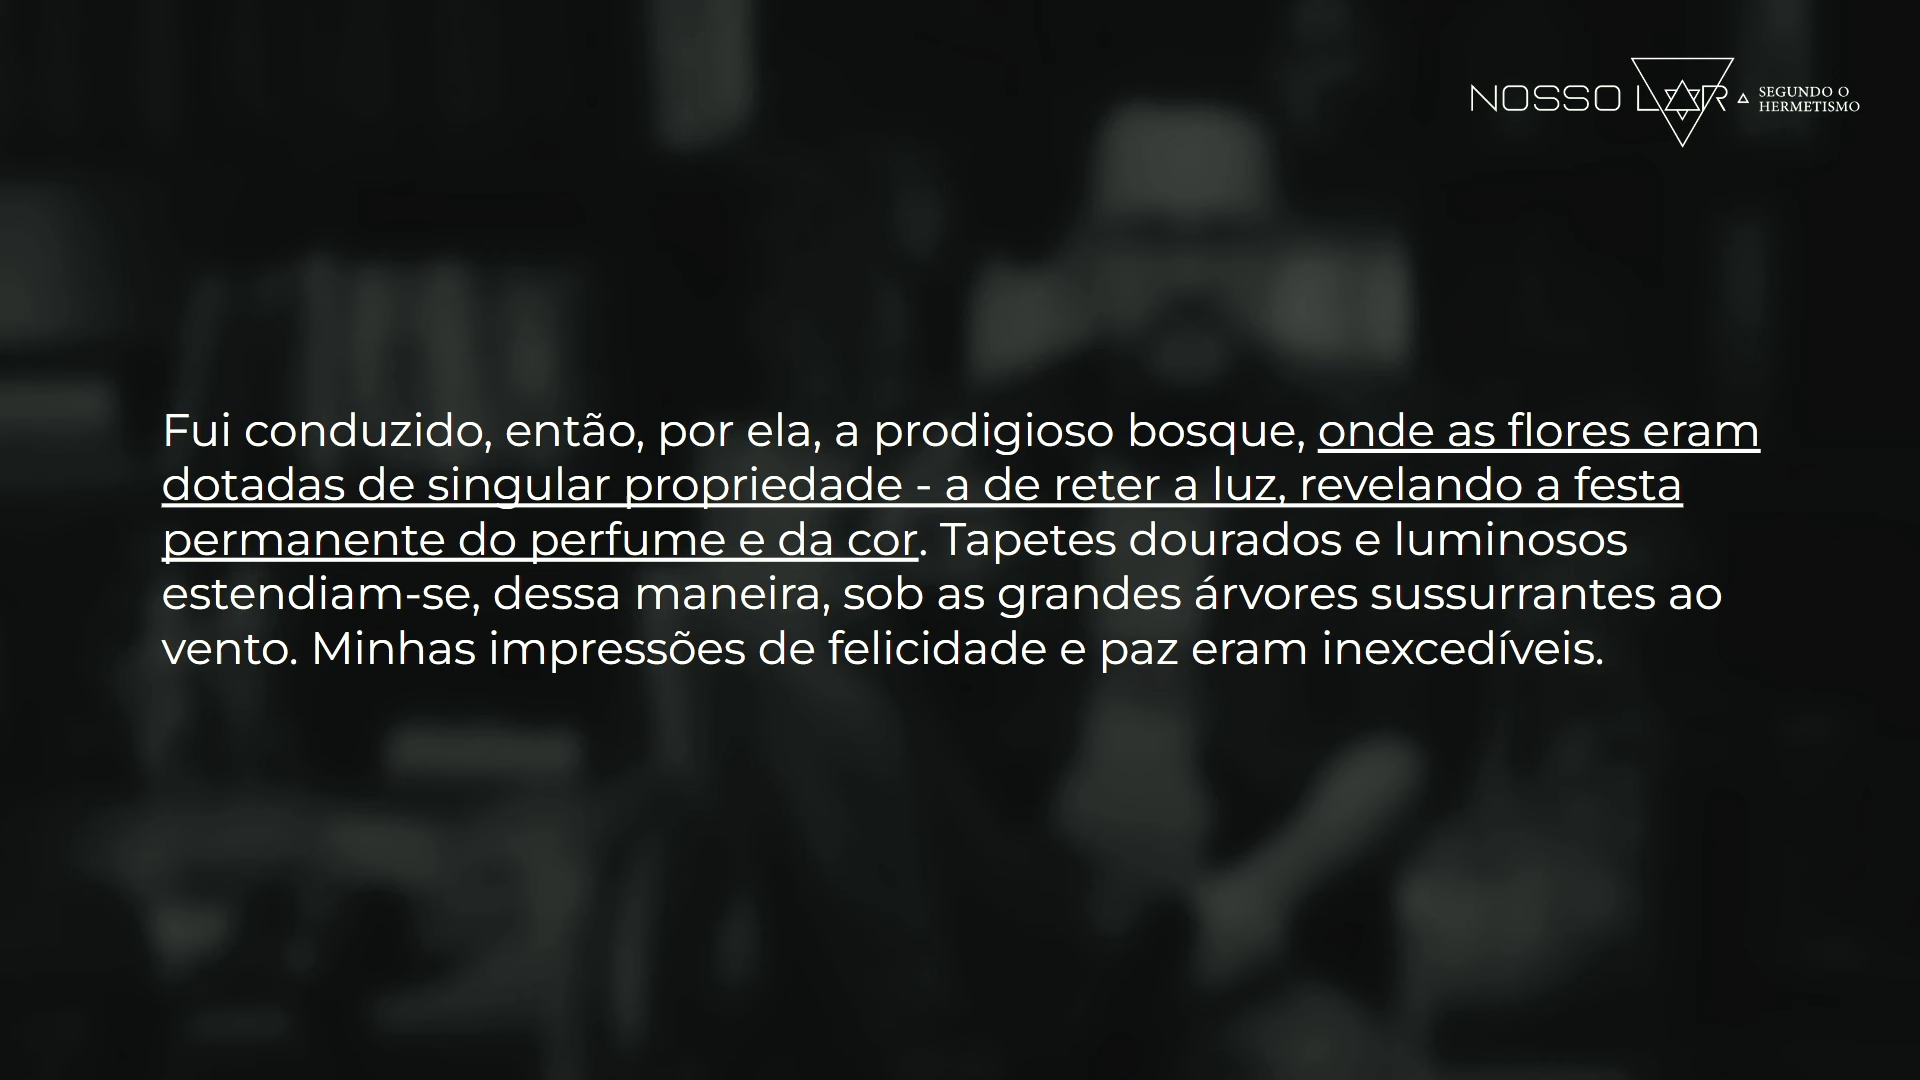 NOSSO LAR
SEGUNDO O
HERMETISMO
Fui conduzido, então, por ela, a prodigioso bosque, onde as flores eram
dotadas de singular propriedade - a de reter a luz, revelando a festa
permanente do perfume e da cor. Tapetes dourados e luminosos
estendiam-se, dessa maneira, sob as grandes árvores sussurrantes ao
vento. Minhas impressões de felicidade e paz eram inexcedíveis.